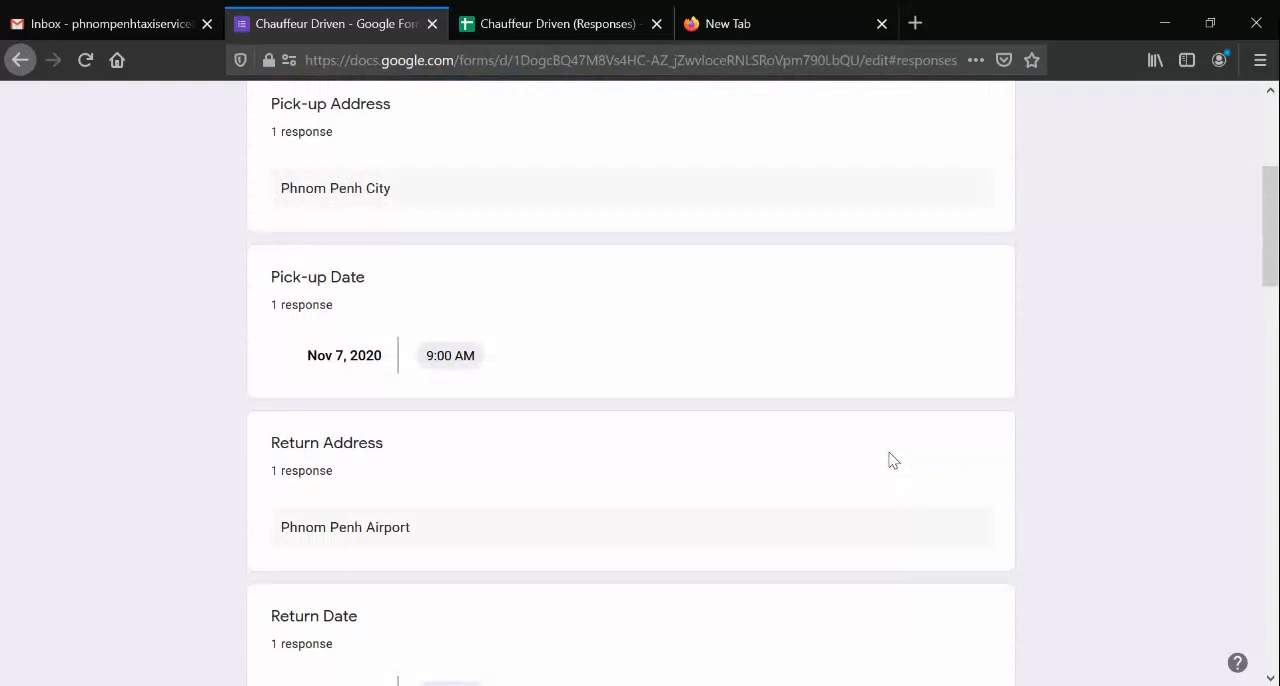 Inbox - phnompenhtaxiservice
Chauffeur Driven - Google For
Chauffeur Driven (Responses) -
New Tab
https://docs.google.com/forms/d/1DogcBQ47M8Vs4HC-AZ_jZwvloceRNLSRoVpm790LbQU/edit#responses
Pick-up Address
1 response
Phnom Penh City
Pick-up Date
1 response
Nov 7, 2020
9:00 AM
Return Address
1 response
Phnom Penh Airport
Return Date
1 response